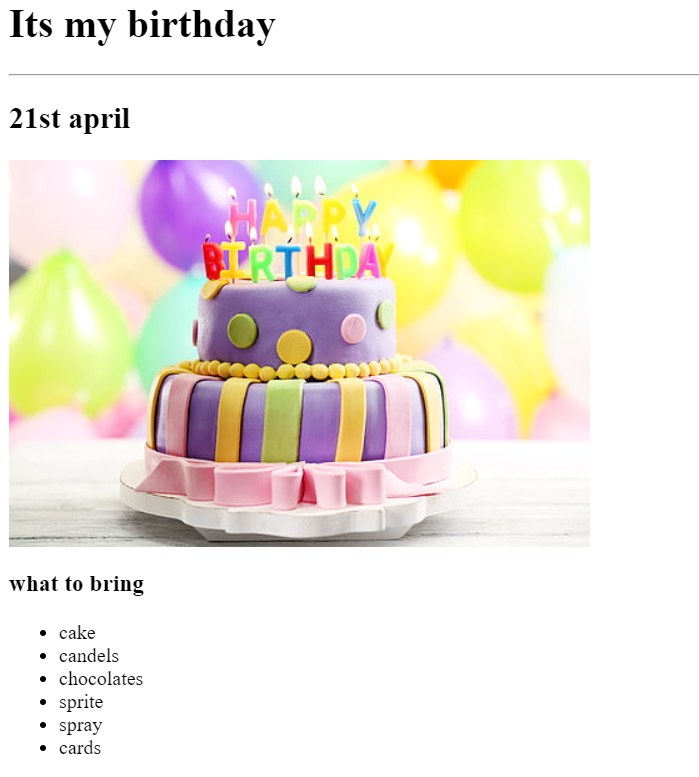 Its my birthday
21st april
HAPPY
BIRTHDAY
what to bring
cake
candels
chocolates
sprite
spray
cards